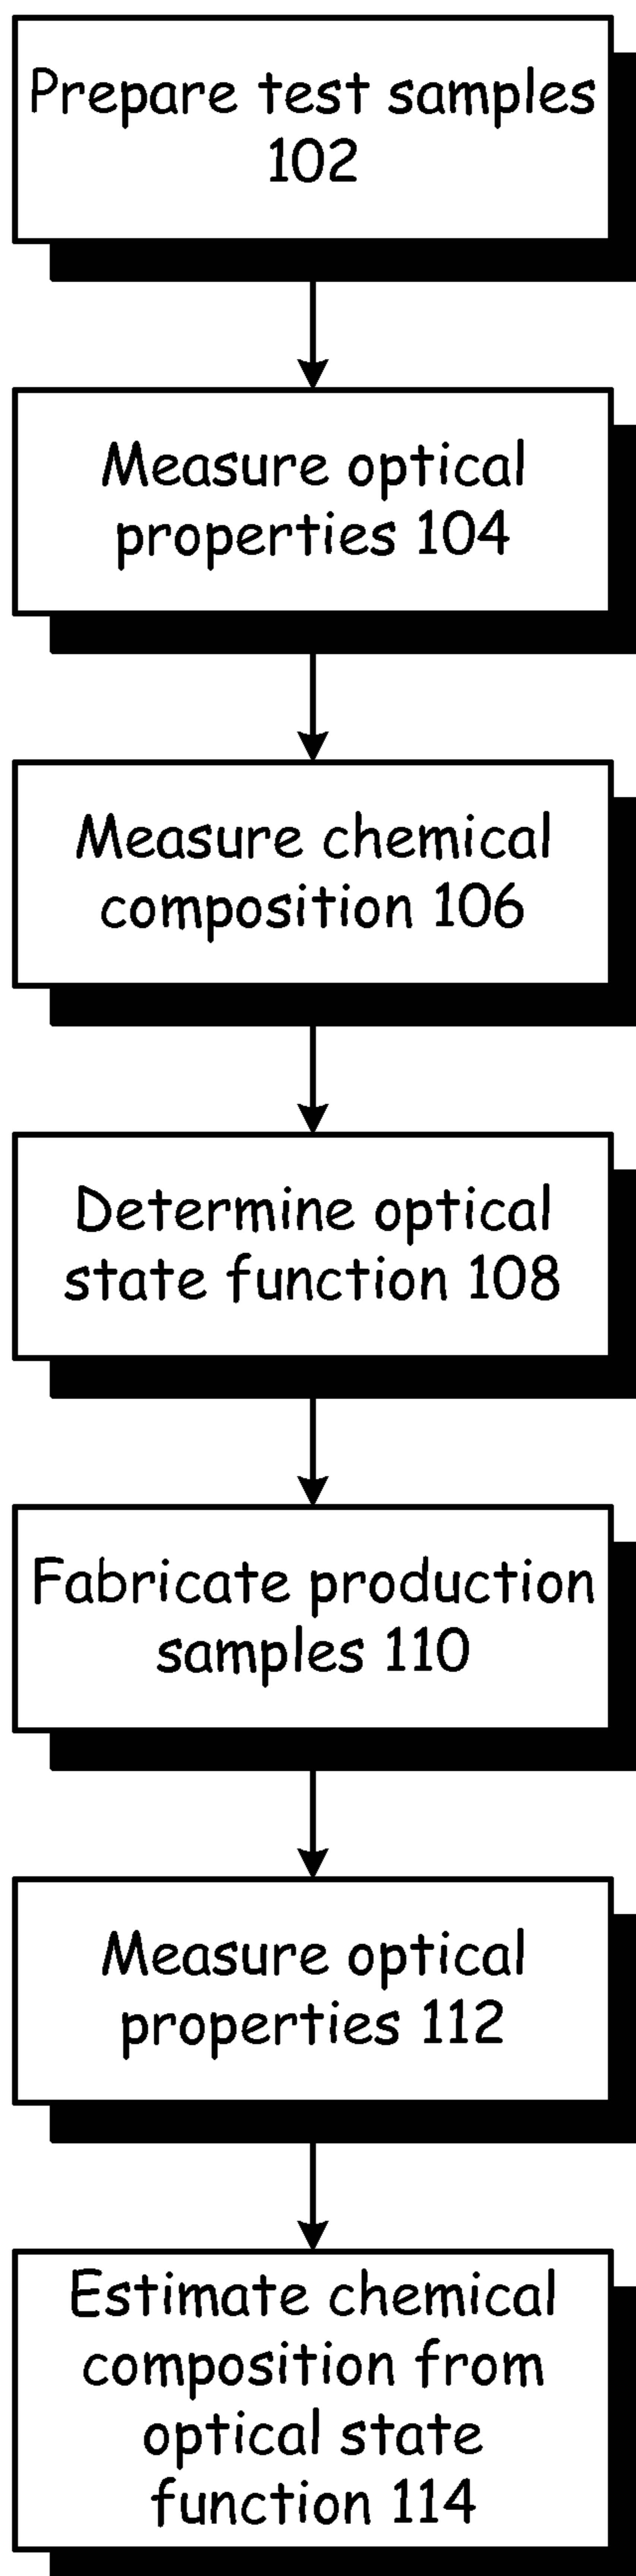 Prepare test samples
102
Measure optical
properties 104
Measure chemical
composition 106
Determine optical
state function 108
Fabricate production
samples 110
Measure optical
properties 112
Estimate chemical
composition from
optical state
function 114